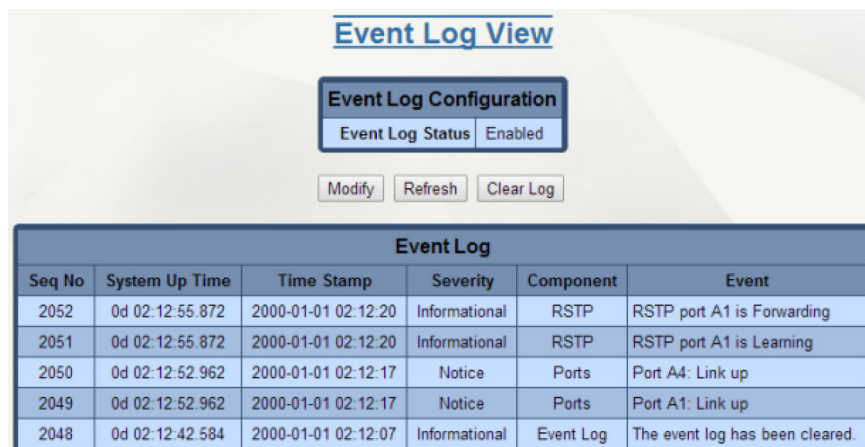 Event Log View
Event Log Configuration
Event Log Status Enabled
Modify Refresh Clear Log
Event Log
Seq No System Up Time Time Stamp Severity Component Event
2052 0d 02:12:55.872 2000-01-01 02:12:20 Informational RSTP RSTP port A1 is Forwarding
2051 0d 02:12:55.872 2000-01-01 02:12:20 Informational RSTP RSTP port A1 is Learning
2050 0d 02:12:52.962 2000-01-01 02:12:17 Notice Ports Port A4: Link up
2049 0d 02:12:52.962 2000-01-01 02:12:17 Notice Ports Port A1: Link up
2048 0d 02:12:42.584 2000-01-01 02:12:07 Informational Event Log The event log has been cleared.